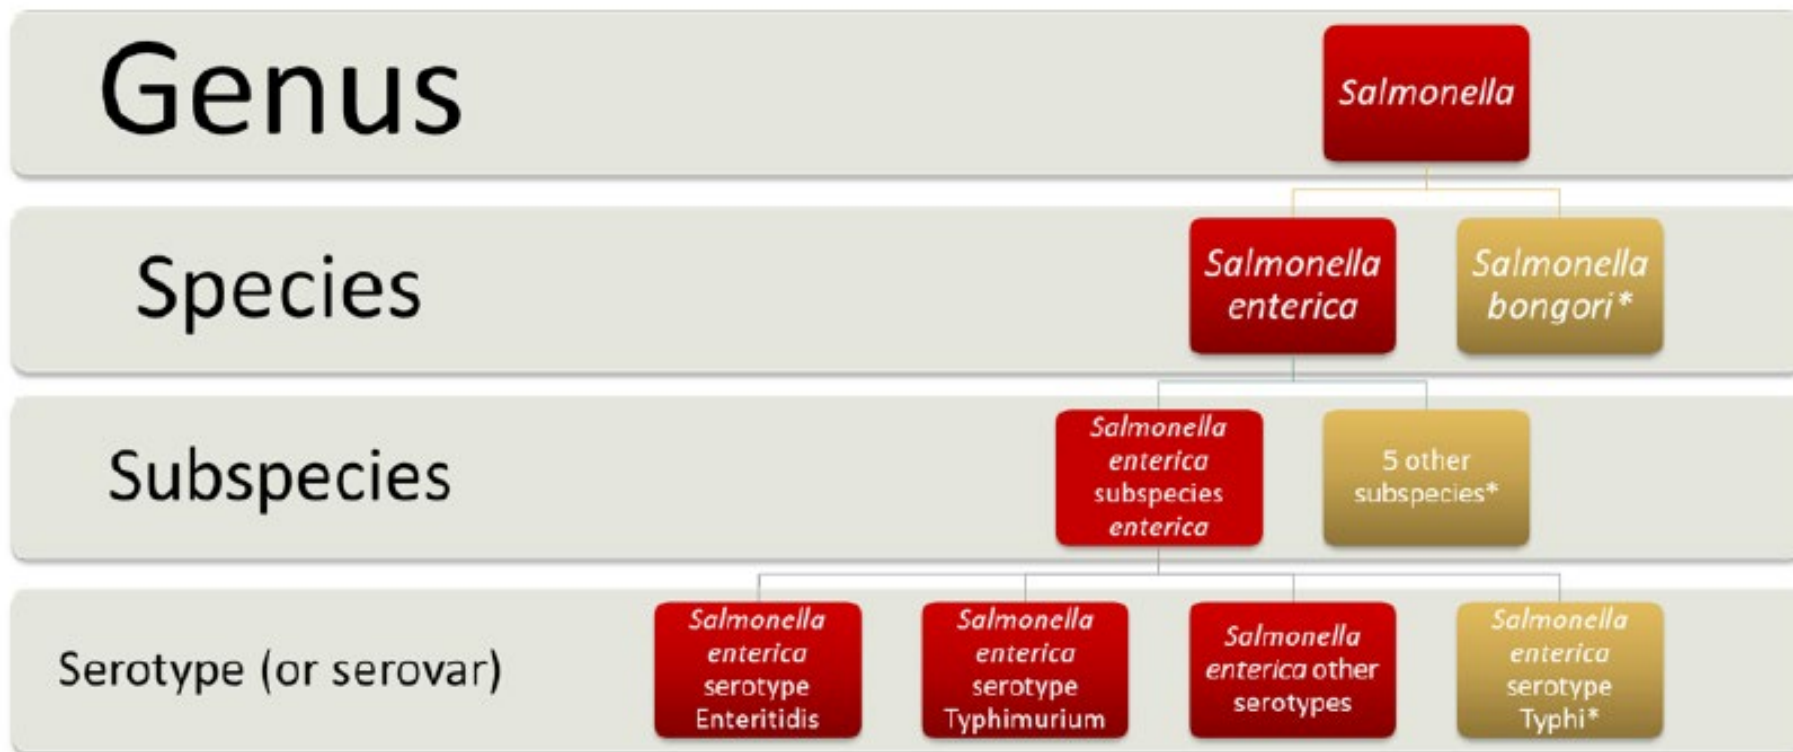 Genus
Salmonella
Species
Salmonella
enterica
Salmonella
bongori*
Subspecies
Salmonella
enterica
subspecies
enterica
5 other
subspecies*
Serotype (or serovar)
Salmonella
enterica
serotype
Enteritidis
Salmonella
enterica
serotype
Typhimurium
Salmonella
enterica other
serotypes
Salmonella
enterica
serotype
Typhi*